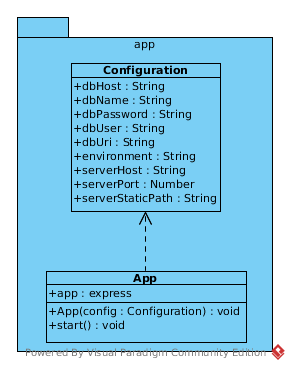 app
Configuration
+dbHost : String
+dbName : String
+dbPassword : String
+dbUser : String
+dbUri : String
+environment : String
+serverHost : String
+serverPort : Number
+serverStaticPath : String
App
+app : express
+App(config : Configuration) : void
+start() : void
Powered By Visual Paradigm Community Edition